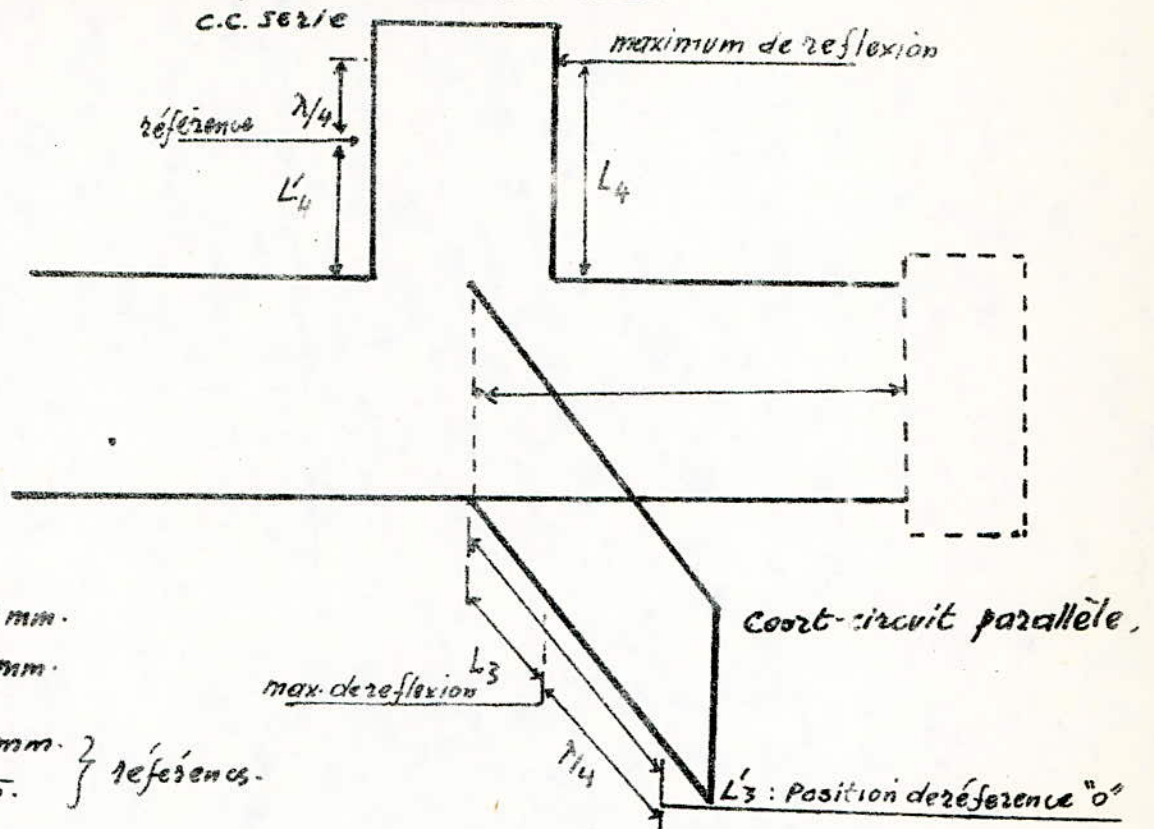 c.c. serie
maximum de reflexion
λ/4
référence
L'4
L4
mm.
mm.
mm. } référence.
5.
Court-circuit parallèle.
L3
max. de reflexion
λ/4
L'3 : Position de référence "o"